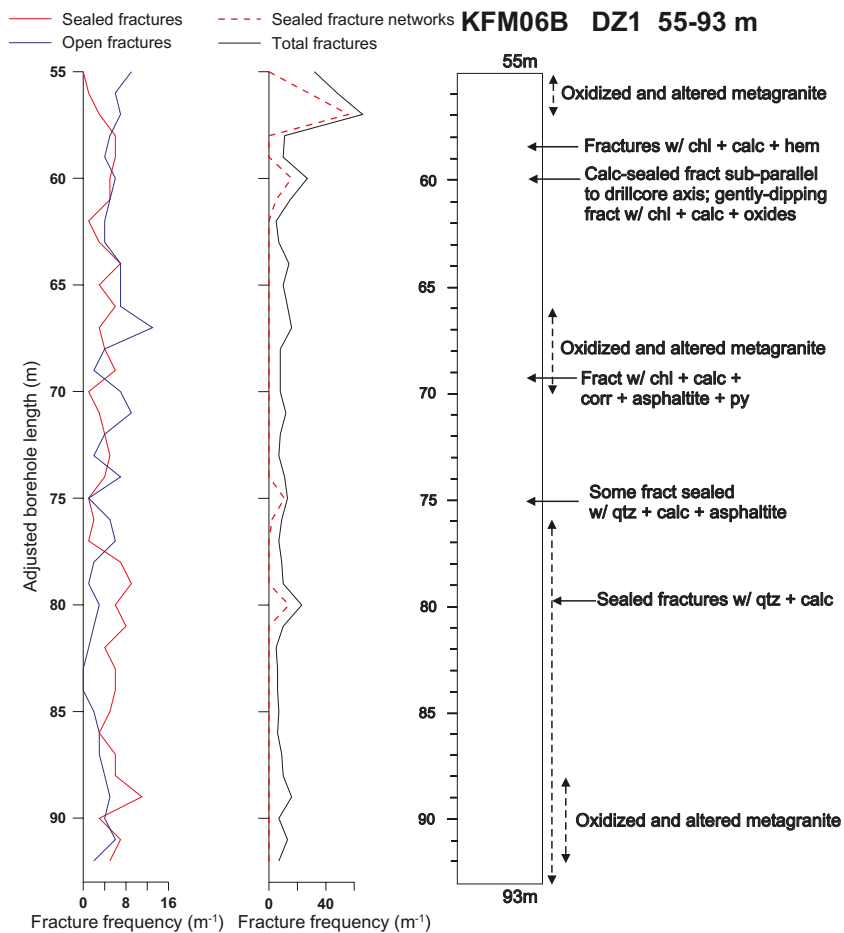 Sealed fractures
Open fractures
Sealed fracture networks
Total fractures
KFM06B DZ1 55-93 m
55
60
65
70
75
80
85
90
Adjusted borehole length (m)
0 8 16
Fracture frequency (m-1)
0 40
Fracture frequency (m-1)
55m
60
65
70
75
80
85
90
93m
Oxidized and altered metagranite
Fractures w/ chl + calc + hem
Calc-sealed fract sub-parallel
to drillcore axis; gently-dipping
fract w/ chl + calc + oxides
Oxidized and altered metagranite
Fract w/ chl + calc +
corr + asphaltite + py
Some fract sealed
w/ qtz + calc + asphaltite
Sealed fractures w/ qtz + calc
Oxidized and altered metagranite